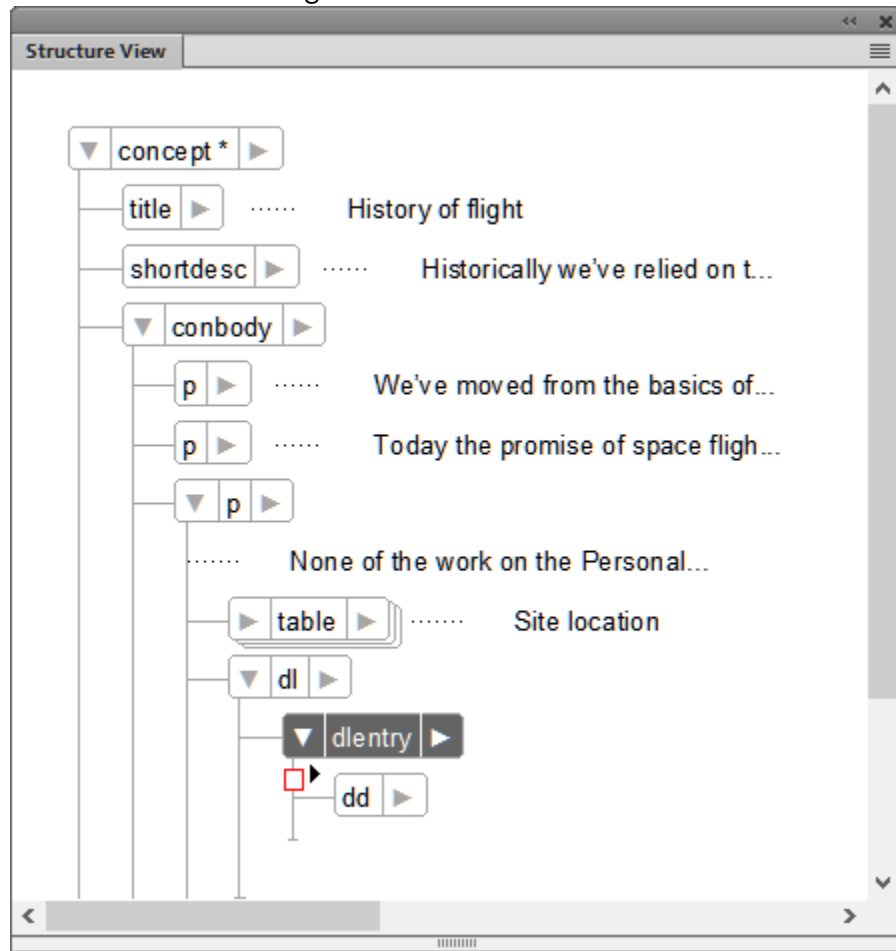 Structure View
concept *
title ...... History of flight
shortdesc ...... Historically we've relied on t...
conbody
p ...... We've moved from the basics of...
p ...... Today the promise of space fligh...
p
....... None of the work on the Personal...
table ....... Site location
dl
dlentry
dd